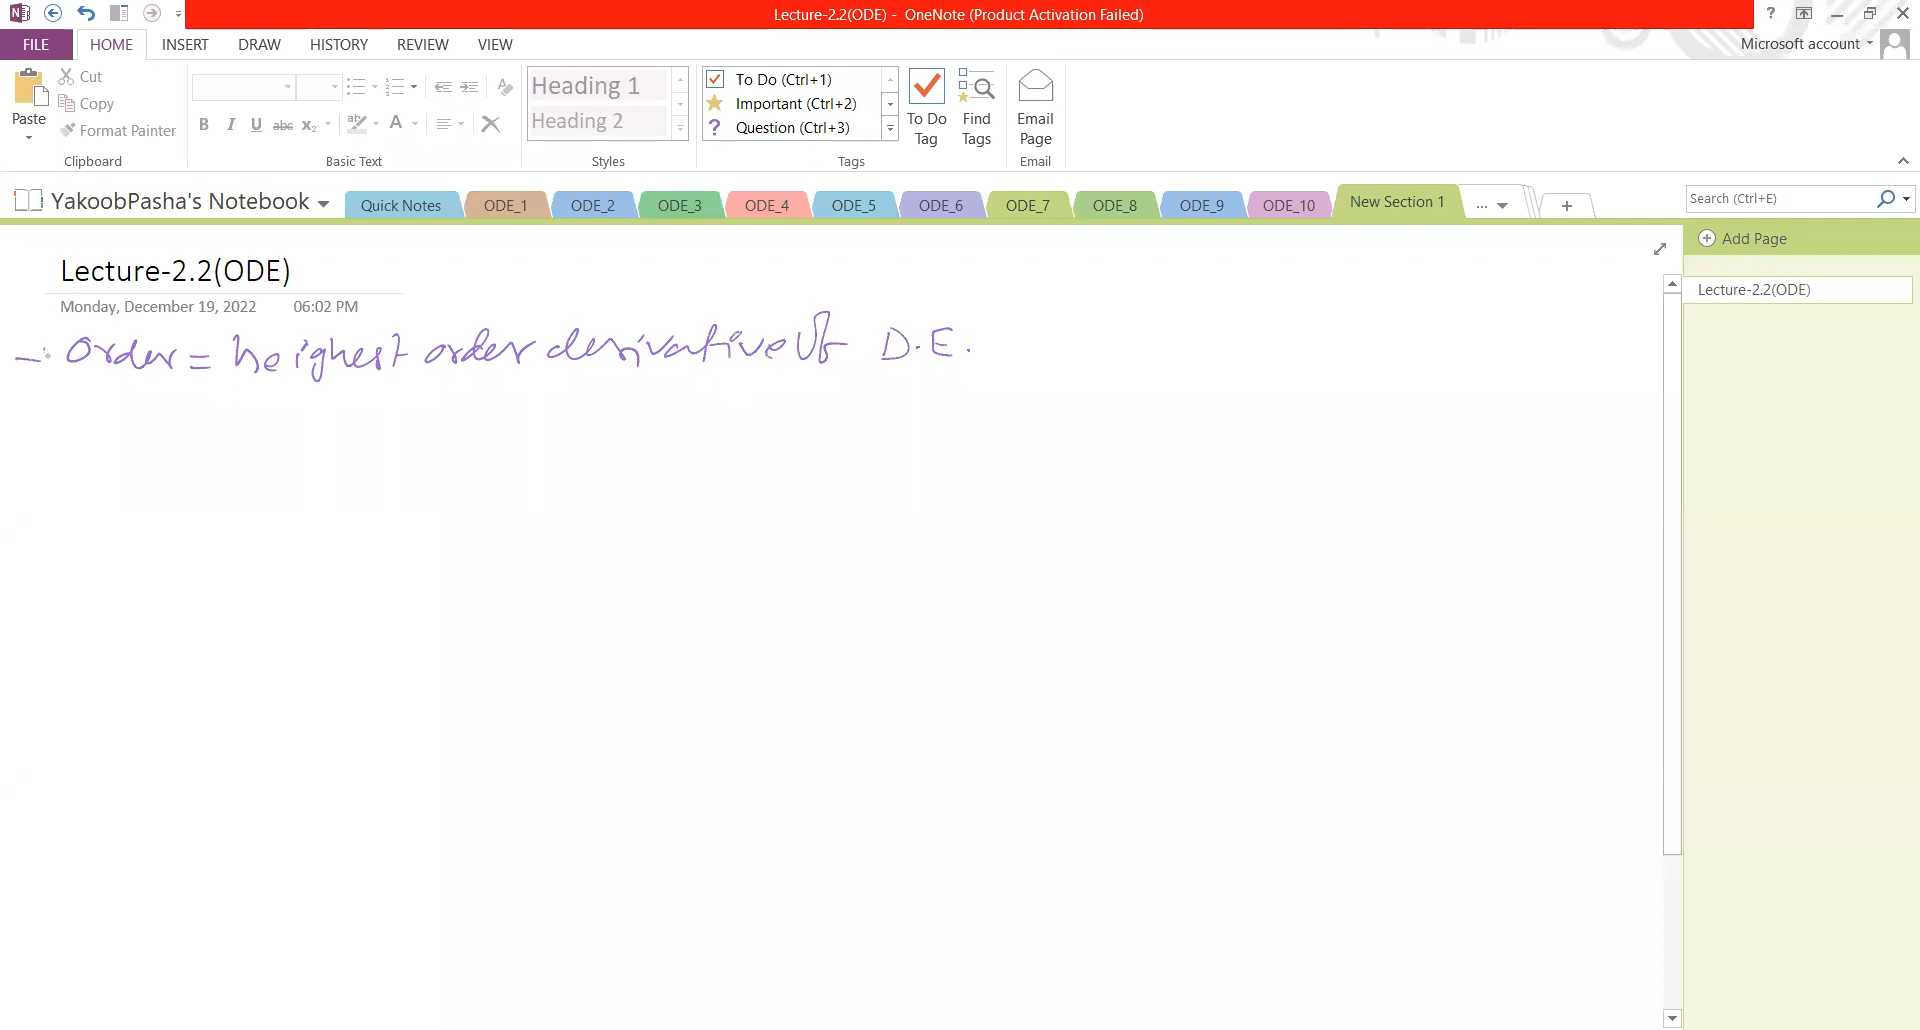 Lecture-2.2(ODE) - OneNote (Product Activation Failed)
?
FILE HOME INSERT DRAW HISTORY REVIEW VIEW
Microsoft account
Paste
Cut
Copy
Format Painter
Clipboard
B I U abc x₂ ab A
Basic Text
Heading 1
Heading 2
Styles
To Do (Ctrl+1)
Important (Ctrl+2)
? Question (Ctrl+3)
Tags
To Do
Tag
Find
Tags
Email
Page
Email
YakoobPasha's Notebook
Quick Notes ODE_1 ODE_2 ODE_3 ODE_4 ODE_5 ODE_6 ODE_7 ODE_8 ODE_9 ODE_10 New Section 1 ... +
Search (Ctrl+E)
Add Page
Lecture-2.2(ODE)
Lecture-2.2(ODE)
Monday, December 19, 2022 06:02 PM
- Order = heighest order derivative of D.E.